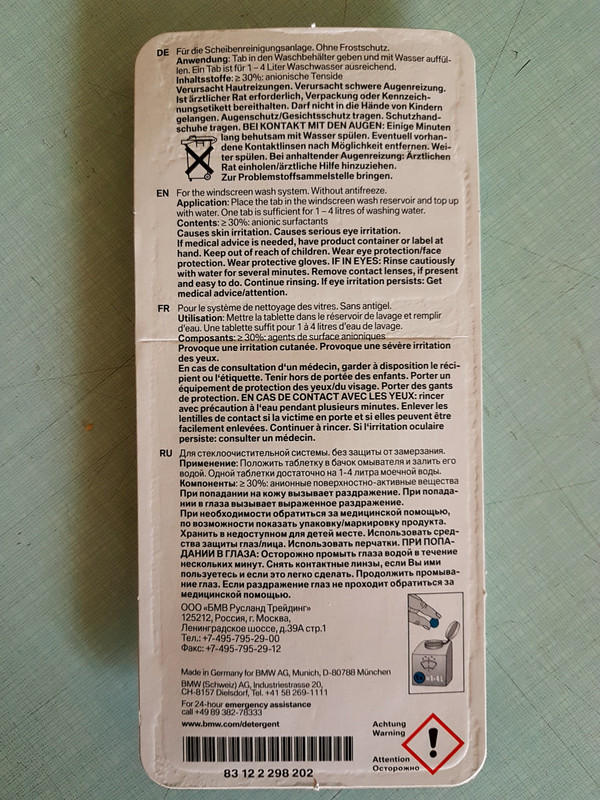 DE Für die Scheibenreinigungsanlage. Ohne Frostschutz.
Anwendung: Tab in den Waschbehälter geben und mit Wasser auffül-
len. Ein Tab ist für 1 – 4 Liter Waschwasser ausreichend.
Inhaltsstoffe: ≥ 30%: anionische Tenside
Verursacht Hautreizungen. Verursacht schwere Augenreizung.
Ist ärztlicher Rat erforderlich, Verpackung oder Kennzeich-
nungsetikett bereithalten. Darf nicht in die Hände von Kindern
gelangen. Augenschutz/Gesichtsschutz tragen. Schutzhand-
schuhe tragen. BEI KONTAKT MIT DEN AUGEN: Einige Minuten
lang behutsam mit Wasser spülen. Eventuell vorhan-
dene Kontaktlinsen nach Möglichkeit entfernen. Wei-
ter spülen. Bei anhaltender Augenreizung: Ärztlichen
Rat einholen/ärztliche Hilfe hinzuziehen.
Zur Problemstoffsammelstelle bringen.
EN For the windscreen wash system. Without antifreeze.
Application: Place the tab in the windscreen wash reservoir and top up
with water. One tab is sufficient for 1 – 4 litres of washing water.
Contents: ≥ 30%: anionic surfactants
Causes skin irritation. Causes serious eye irritation.
If medical advice is needed, have product container or label at
hand. Keep out of reach of children. Wear eye protection/face
protection. Wear protective gloves. IF IN EYES: Rinse cautiously
with water for several minutes. Remove contact lenses, if present
and easy to do. Continue rinsing. If eye irritation persists: Get
medical advice/attention.
FR Pour le système de nettoyage des vitres. Sans antigel.
Utilisation: Mettre la tablette dans le réservoir de lavage et remplir
d'eau. Une tablette suffit pour 1 à 4 litres d'eau de lavage.
Composants: ≥ 30%: agents de surface anioniques
Provoque une irritation cutanée. Provoque une sévère irritation
des yeux.
En cas de consultation d'un médecin, garder à disposition le réci-
pient ou l'étiquette. Tenir hors de portée des enfants. Porter un
équipement de protection des yeux/du visage. Porter des gants
de protection. EN CAS DE CONTACT AVEC LES YEUX: rincer
avec précaution à l'eau pendant plusieurs minutes. Enlever les
lentilles de contact si la victime en porte et si elles peuvent être
facilement enlevées. Continuer à rincer. Si l'irritation oculaire
persiste: consulter un médecin.
RU Для стеклоочистительной системы. без защиты от замерзания.
Применение: Положить таблетку в бачок омывателя и залить его
водой. Одной таблетки достаточно на 1-4 литра моечной воды.
Компоненты: ≥ 30%: анионные поверхностно-активные вещества
При попадании на кожу вызывает раздражение. При попада-
нии в глаза вызывает выраженное раздражение.
При необходимости обратиться за медицинской помощью,
по возможности показать упаковку/маркировку продукта.
Хранить в недоступном для детей месте. Использовать сред-
ства защиты глаз/лица. Использовать перчатки. ПРИ ПОПА-
ДАНИИ В ГЛАЗА: Осторожно промыть глаза водой в течение
нескольких минут. Снять контактные линзы, если Вы ими
пользуетесь и если это легко сделать. Продолжить промыва-
ние глаз. Если раздражение глаз не проходит обратиться за
медицинской помощью.
ООО «БМВ Русланд Трейдинг»
125212, Россия, г. Москва,
Ленинградское шоссе, д.39А стр.1
Тел.: +7-495-795-29-00
Факс: +7-495-795-29-12
1-4 L
Made in Germany for BMW AG, Munich, D-80788 München
BMW (Schweiz) AG, Industriestrasse 20,
CH-8157 Dielsdorf, Tel. +41 58 269-1111
For 24-hour emergency assistance
call +49 89 382-78333
www.bmw.com/detergent
Achtung
Warning
Attention
Осторожно
83 12 2 298 202